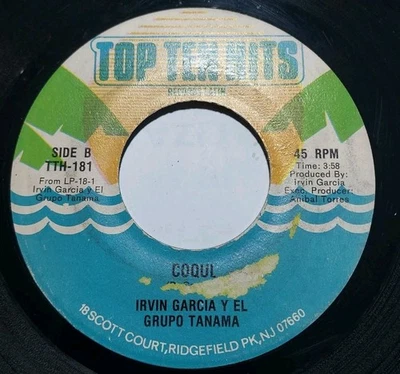 TOP TEN HITS
RECORDS LATIN
SIDE B
TTH-181
From LP-18-1
Irvin Garcia y El
Grupo Tanama
45 RPM
Time: 3:58
Produced By:
Irvin Garcia
Exec. Producer:
Anibal Torres
COQUI
IRVIN GARCIA Y EL
GRUPO TANAMA
18 SCOTT COURT, RIDGEFIELD PK, NJ 07660